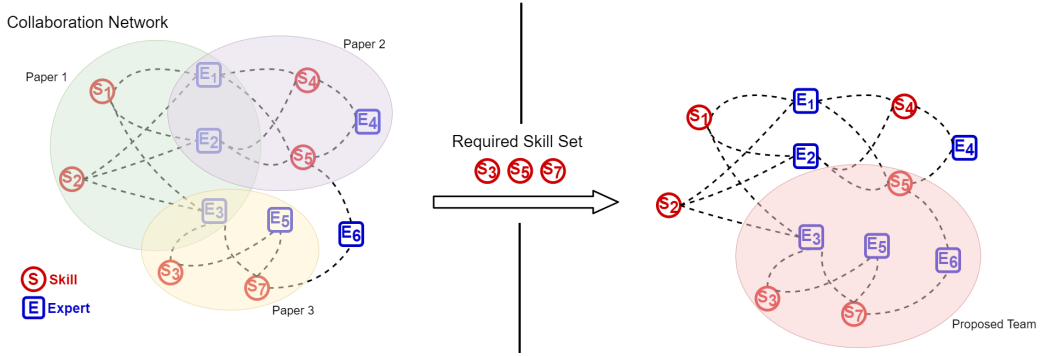 Collaboration Network
Paper 2
Paper 1
E1
S4
S1
E4
E2
S5
S2
E3
E5
E6
S3
S7
S Skill
E Expert
Paper 3
Required Skill Set
S3 S5 S7
E1
S4
S1
E2
E4
S5
S2
E3
E5
E6
S3
S7
Proposed Team